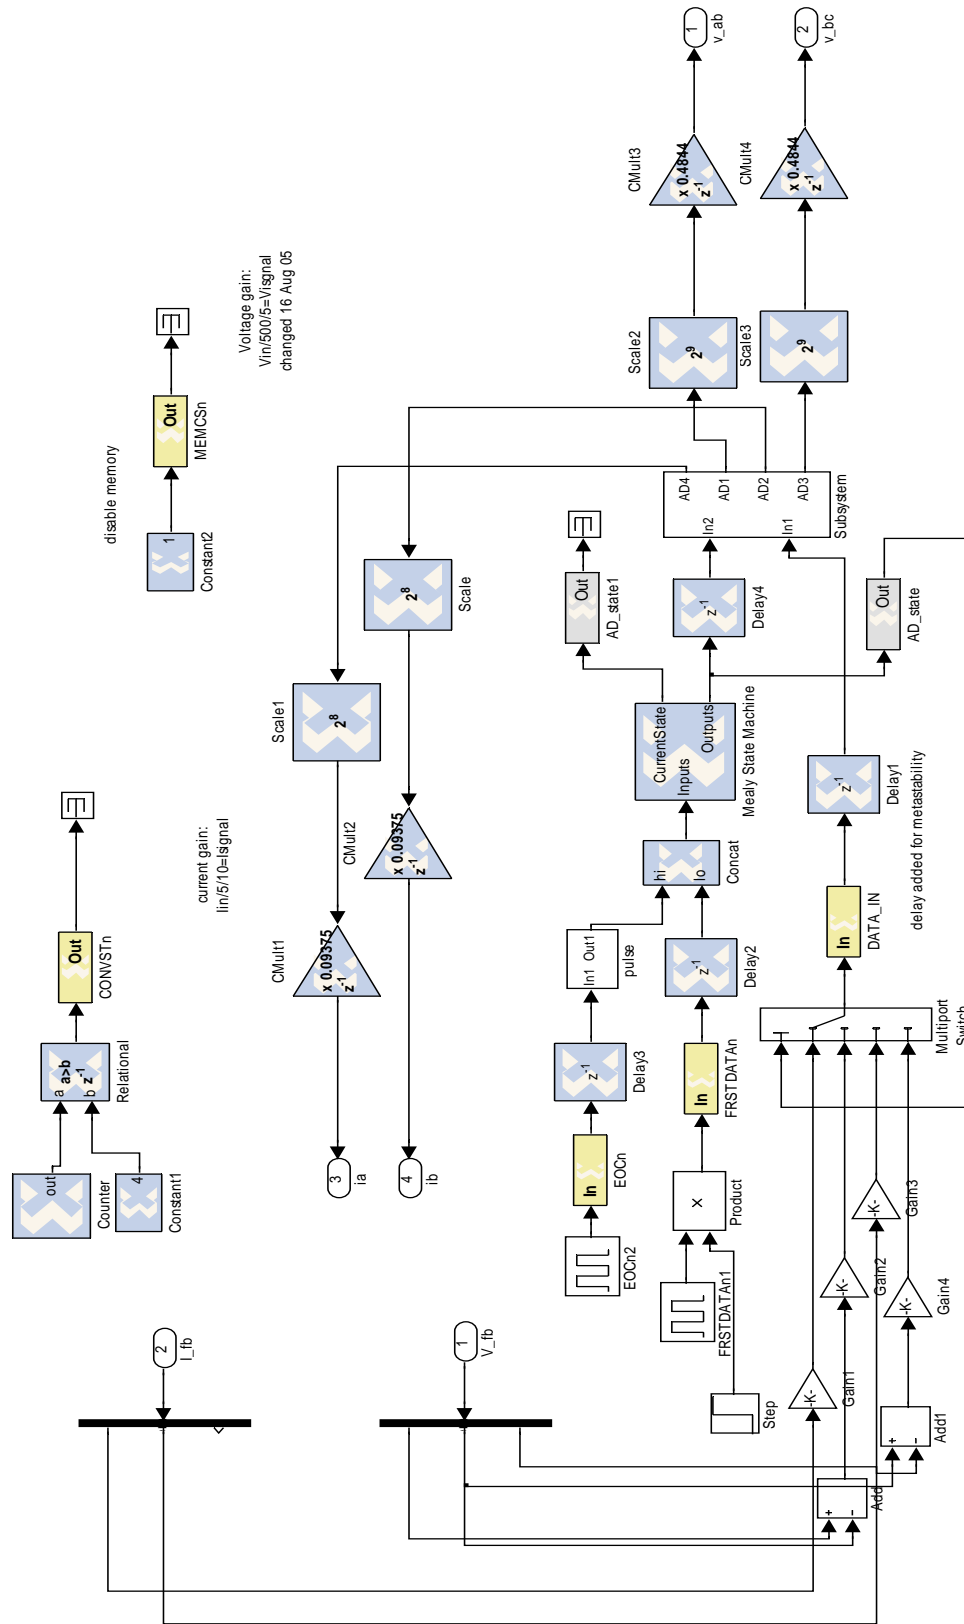 1
v_ab
2
v_bc
CMult3
x 0.4844
z-1
CMult4
x 0.4844
z-1
Voltage gain:
Vin/500/5=Visgnal
changed 16 Aug 05
Scale2
2^9
Scale3
2^9
disable memory
Out
MEMCSn
1
Constant2
AD4
AD1
AD2
AD3
In2
In1
Subsystem
Out
AD_state1
z-1
Delay4
Out
AD_state
2^8
Scale
Scale1
2^8
CurrentState
Inputs
Outputs
Mealy State Machine
z-1
Delay1
delay added for metastability
current gain:
Iin/5/10=Isignal
CMult2
x 0.09375
z-1
CMult1
x 0.09375
z-1
hi
lo
Concat
In
DATA_IN
Out
CONVSTn
In1 Out1
pulse
z-1
Delay2
Multiport
Switch
a
b
a>b
z-1
Relational
z-1
Delay3
In
FRSTDATAn
out
Counter
4
Constant1
3
ia
4
ib
In
EOCn
x
Product
EOCn2
FRSTDATAn1
-K-
Gain3
-K-
Gain2
-K-
Gain4
-K-
Gain1
2
I_fb
1
V_fb
Step
+
-
Add1
+
-
Add